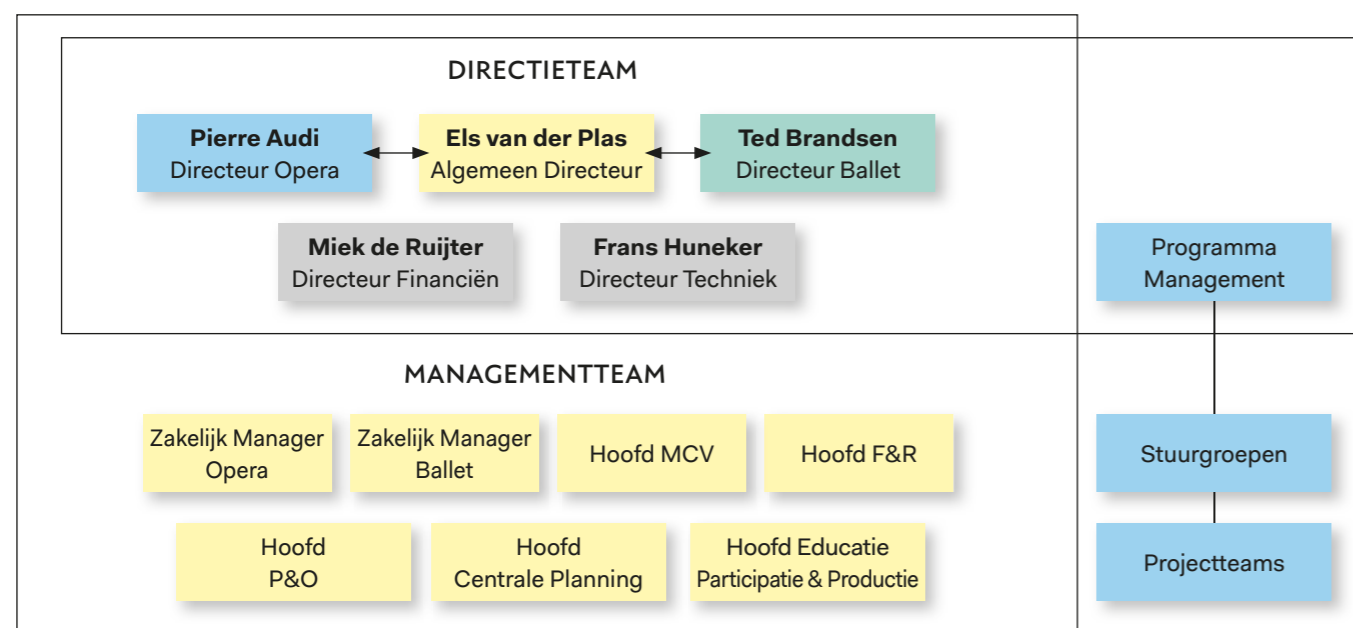 DIRECTIETEAM
Pierre Audi
Directeur Opera
Els van der Plas
Algemeen Directeur
Ted Brandsen
Directeur Ballet
Miek de Ruijter
Directeur Financiën
Frans Huneker
Directeur Techniek
Programma
Management
MANAGEMENTTEAM
Zakelijk Manager
Opera
Zakelijk Manager
Ballet
Hoofd MCV
Hoofd F&R
Stuurgroepen
Hoofd
P&O
Hoofd
Centrale Planning
Hoofd Educatie
Participatie & Productie
Projectteams